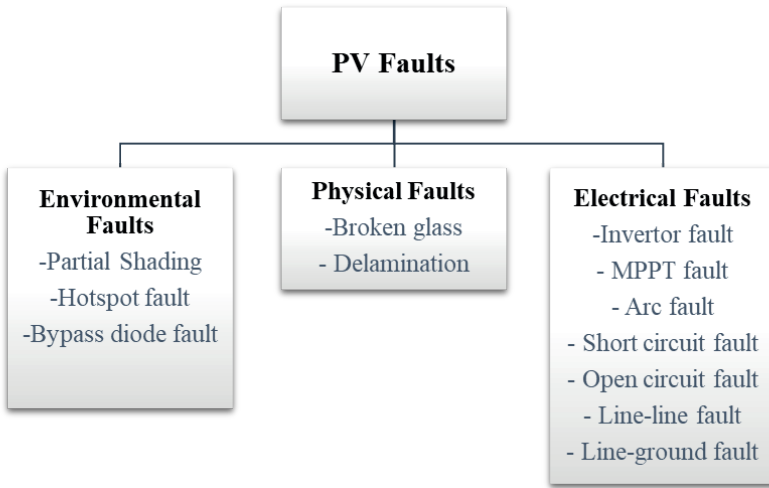 PV Faults
Environmental
Faults
-Partial Shading
-Hotspot fault
-Bypass diode fault
Physical Faults
-Broken glass
- Delamination
Electrical Faults
-Invertor fault
- MPPT fault
- Arc fault
- Short circuit fault
- Open circuit fault
- Line-line fault
- Line-ground fault